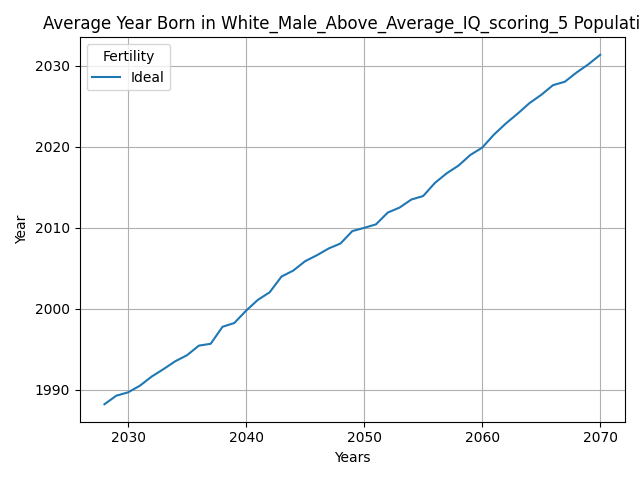 Average Year Born in White_Male_Above_Average_IQ_scoring_5 Populati
Fertility
Ideal
2030
2020
2010
2000
1990
Year
2030 2040 2050 2060 2070
Years